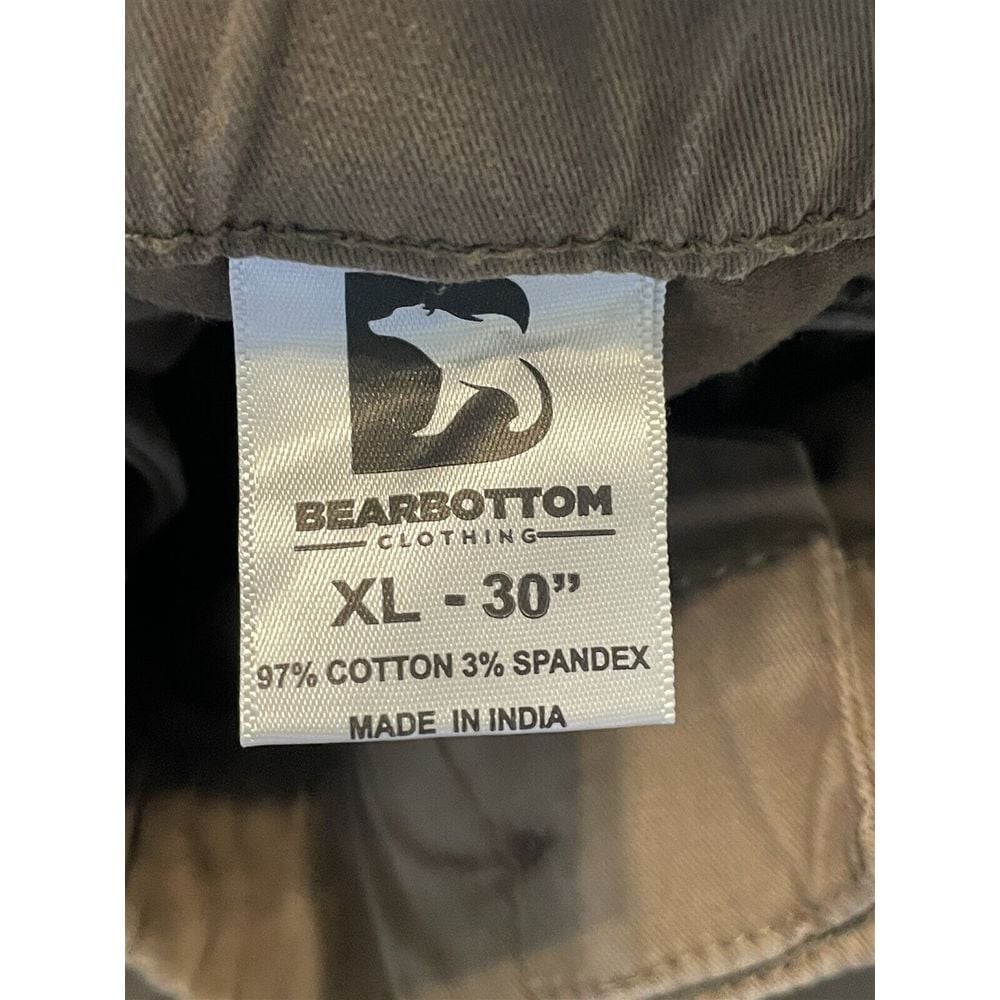 BEARBOTTOM
CLOTHING
XL - 30”
97% COTTON 3% SPANDEX
MADE IN INDIA